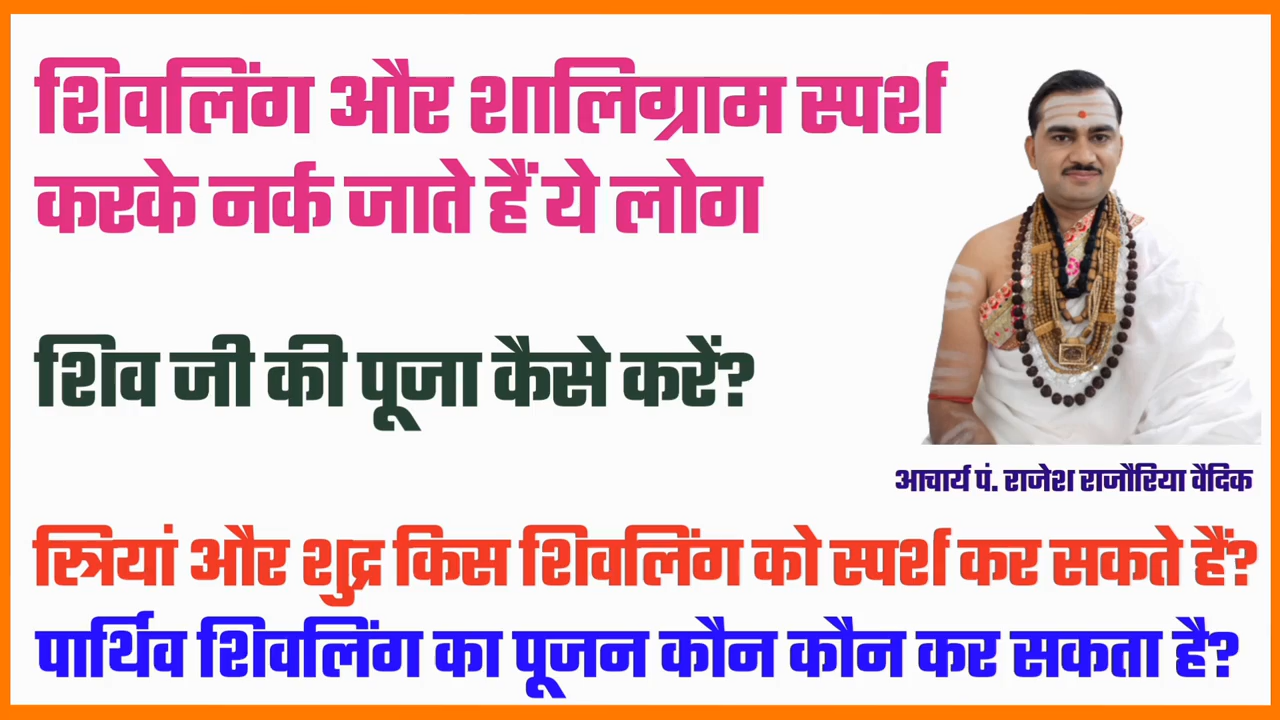 शिवलिंग और शालिग्राम स्पर्श
करके नर्क जाते हैं ये लोग
शिव जी की पूजा कैसे करें?
आचार्य पं. राजेश राजौरिया वैदिक
स्त्रियां और शुद्र किस शिवलिंग को स्पर्श कर सकते हैं?
पार्थिव शिवलिंग का पूजन कौन कौन कर सकता है?